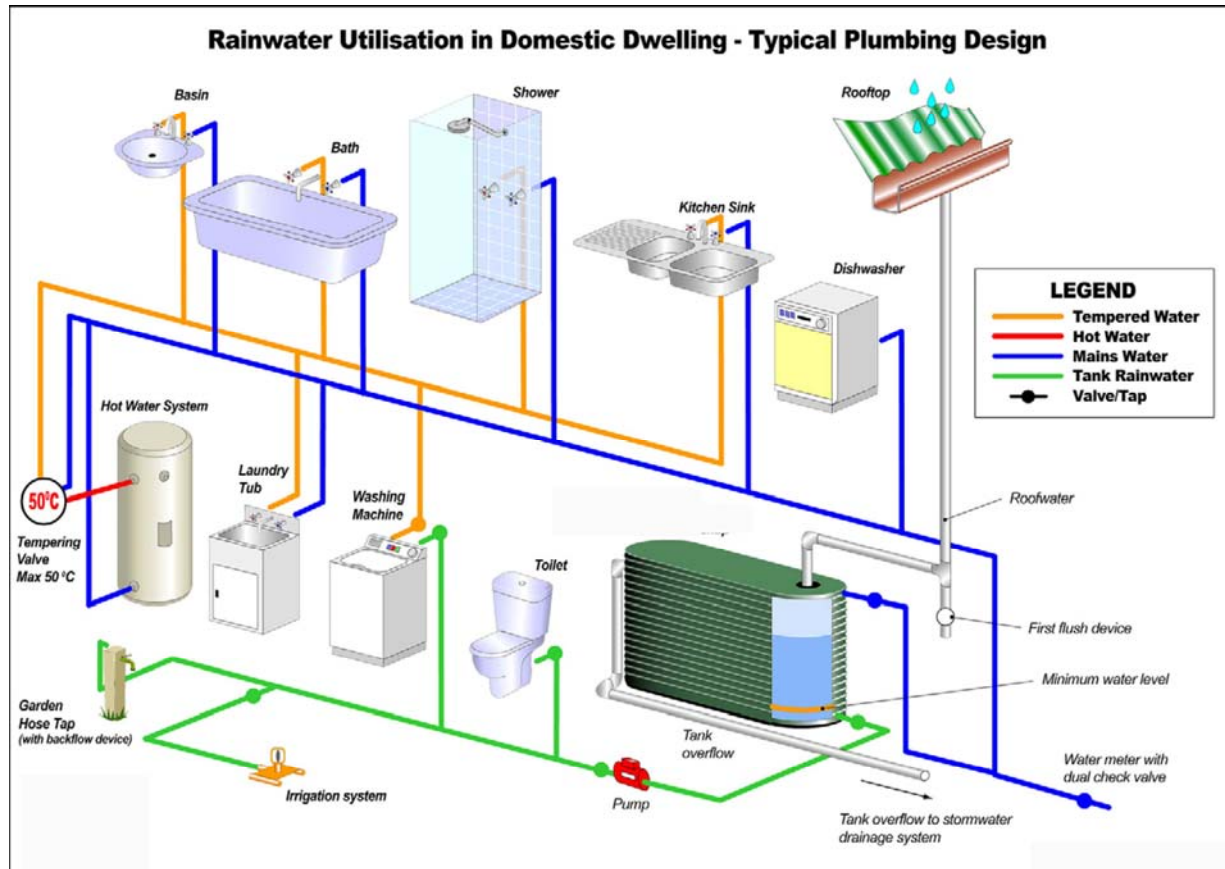 Rainwater Utilisation in Domestic Dwelling - Typical Plumbing Design
Basin
Shower
Rooftop
Bath
Kitchen Sink
Dishwasher
LEGEND
Tempered Water
Hot Water
Mains Water
Tank Rainwater
Valve/Tap
Hot Water System
50⁰C
Tempering
Valve
Max 50 ⁰C
Laundry
Tub
Washing
Machine
Toilet
Roofwater
First flush device
Minimum water level
Garden
Hose Tap
(with backflow device)
Irrigation system
Pump
Tank
overflow
Water meter with
dual check valve
Tank overflow to stormwater
drainage system